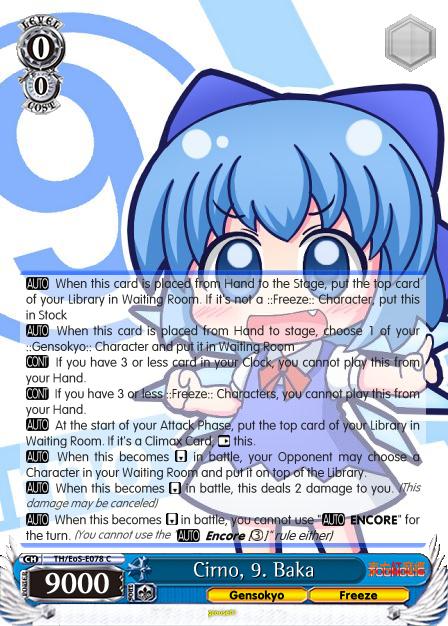 LEVEL
0
0
COST
9
AUTO When this card is placed from Hand to the Stage, put the top card
of your Library in Waiting Room. If it's not a ::Freeze:: Character, put this
in Stock
AUTO When this card is placed from Hand to stage, choose 1 of your
::Gensokyo:: Character and put it in Waiting Room
CONT If you have 3 or less card in your Clock, you cannot play this from
your Hand.
CONT If you have 3 or less ::Freeze:: Characters, you cannot play this from
your Hand.
AUTO At the start of your Attack Phase, put the top card of your Library in
Waiting Room. If it's a Climax Card, this.
AUTO When this becomes in battle, your Opponent may choose a
Character in your Waiting Room and put it on top of the Library.
AUTO When this becomes in battle, this deals 2 damage to you. (This
damage may be canceled)
AUTO When this becomes in battle, you cannot use "AUTO ENCORE" for
the turn. (You cannot use the "AUTO Encore (3)" rule either)
CH TH/EoS-E078 C
POWER 9000 SOUL Cirno, 9. Baka
Gensokyo Freeze